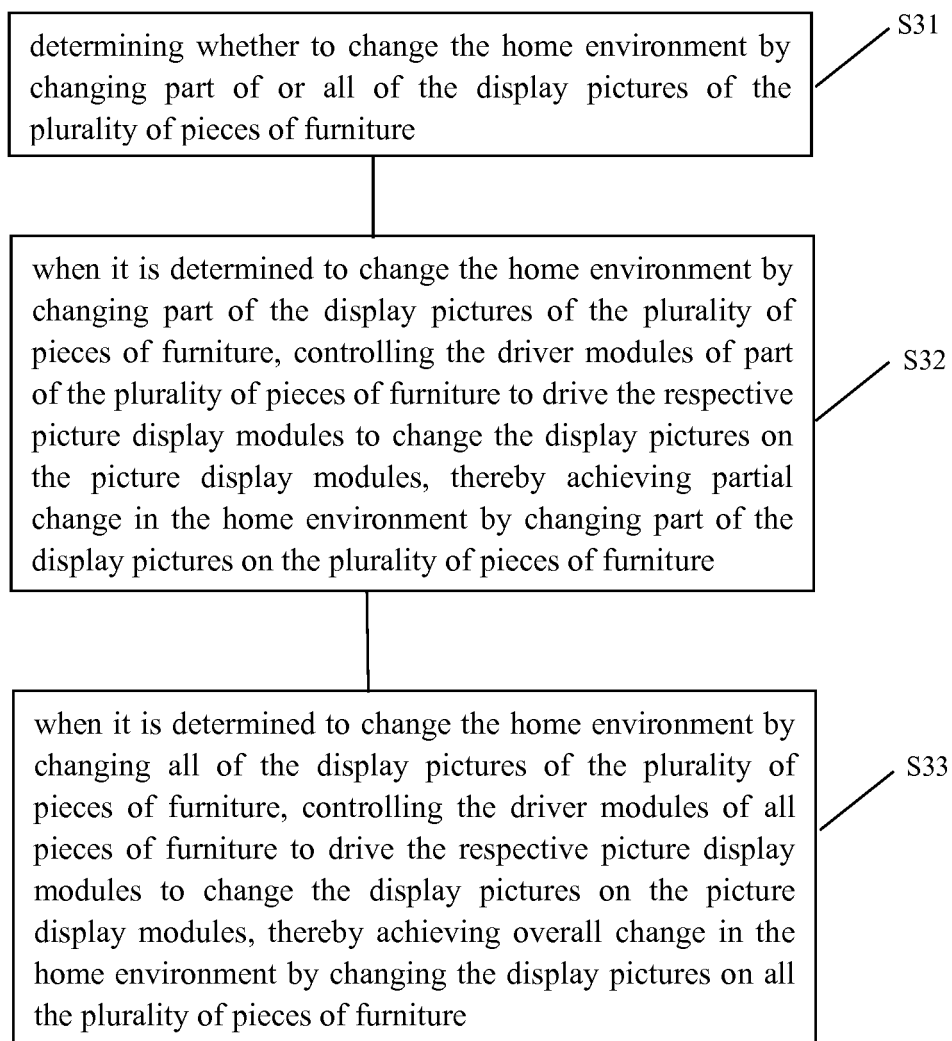 S31
determining whether to change the home environment by
changing part of or all of the display pictures of the
plurality of pieces of furniture
when it is determined to change the home environment by
changing part of the display pictures of the plurality of
pieces of furniture, controlling the driver modules of part
of the plurality of pieces of furniture to drive the respective
picture display modules to change the display pictures on
the picture display modules, thereby achieving partial
change in the home environment by changing part of the
display pictures on the plurality of pieces of furniture
S32
when it is determined to change the home environment by
changing all of the display pictures of the plurality of
pieces of furniture, controlling the driver modules of all
pieces of furniture to drive the respective picture display
modules to change the display pictures on the picture
display modules, thereby achieving overall change in the
home environment by changing the display pictures on all
the plurality of pieces of furniture
S33